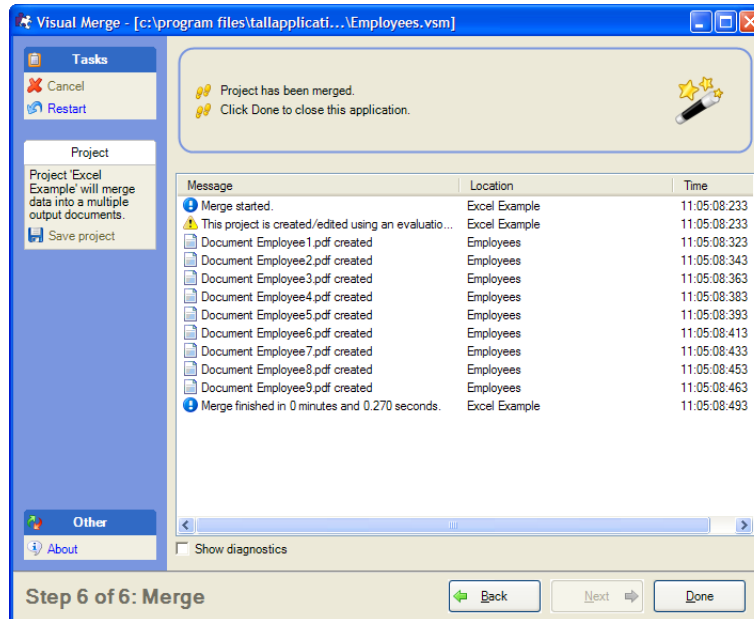 Visual Merge - [c:\program files\tallapplicati...\Employees.vsm]
Tasks
Cancel
Restart
Project
Project 'Excel
Example' will merge
data into a multiple
output documents.
Save project
Other
About
Project has been merged.
Click Done to close this application.
Message Location Time
Merge started. Excel Example 11:05:08:233
This project is created/edited using an evaluatio... Excel Example 11:05:08:233
Document Employee1.pdf created Employees 11:05:08:323
Document Employee2.pdf created Employees 11:05:08:343
Document Employee3.pdf created Employees 11:05:08:363
Document Employee4.pdf created Employees 11:05:08:383
Document Employee5.pdf created Employees 11:05:08:393
Document Employee6.pdf created Employees 11:05:08:413
Document Employee7.pdf created Employees 11:05:08:433
Document Employee8.pdf created Employees 11:05:08:453
Document Employee9.pdf created Employees 11:05:08:463
Merge finished in 0 minutes and 0.270 seconds. Excel Example 11:05:08:493
Show diagnostics
Step 6 of 6: Merge
Back
Next
Done